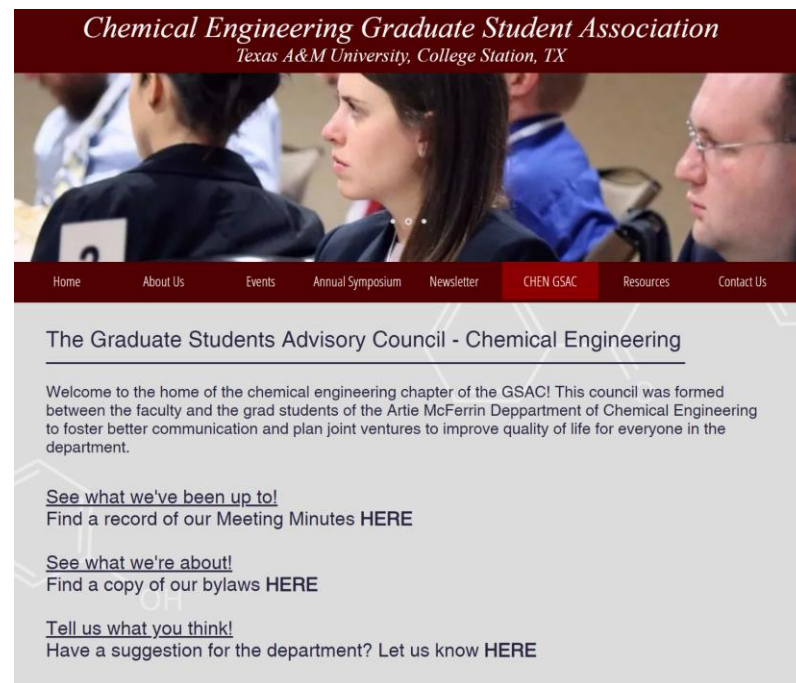 Chemical Engineering Graduate Student Association
Texas A&M University, College Station, TX
Home About Us Events Annual Symposium Newsletter CHEN GSAC Resources Contact Us
The Graduate Students Advisory Council - Chemical Engineering
Welcome to the home of the chemical engineering chapter of the GSAC! This council was formed
between the faculty and the grad students of the Artie McFerrin Deppartment of Chemical Engineering
to foster better communication and plan joint ventures to improve quality of life for everyone in the
department.
See what we've been up to!
Find a record of our Meeting Minutes HERE
See what we're about!
Find a copy of our bylaws HERE
OH
Tell us what you think!
Have a suggestion for the department? Let us know HERE